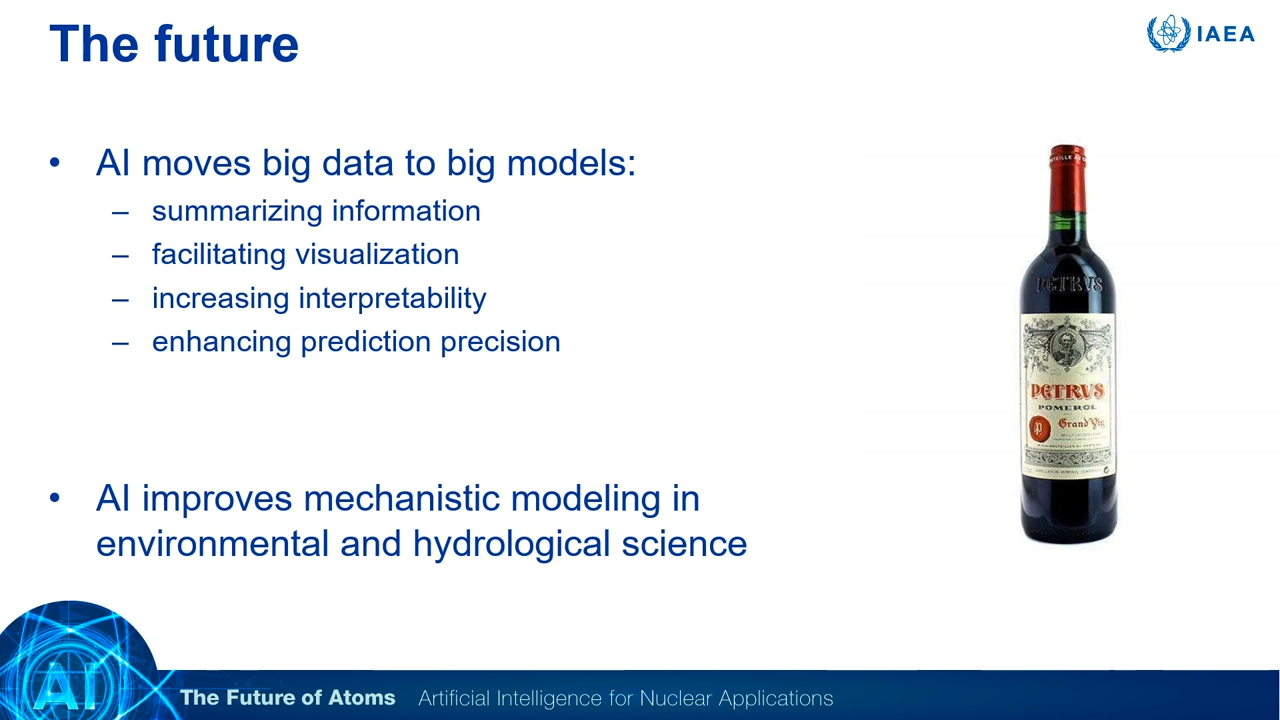 The future
IAEA
• AI moves big data to big models:
– summarizing information
– facilitating visualization
– increasing interpretability
– enhancing prediction precision
• AI improves mechanistic modeling in
environmental and hydrological science
PETRVS
PETRVS
POMEROL
Grand Vin
P
AI
The Future of Atoms Artificial Intelligence for Nuclear Applications